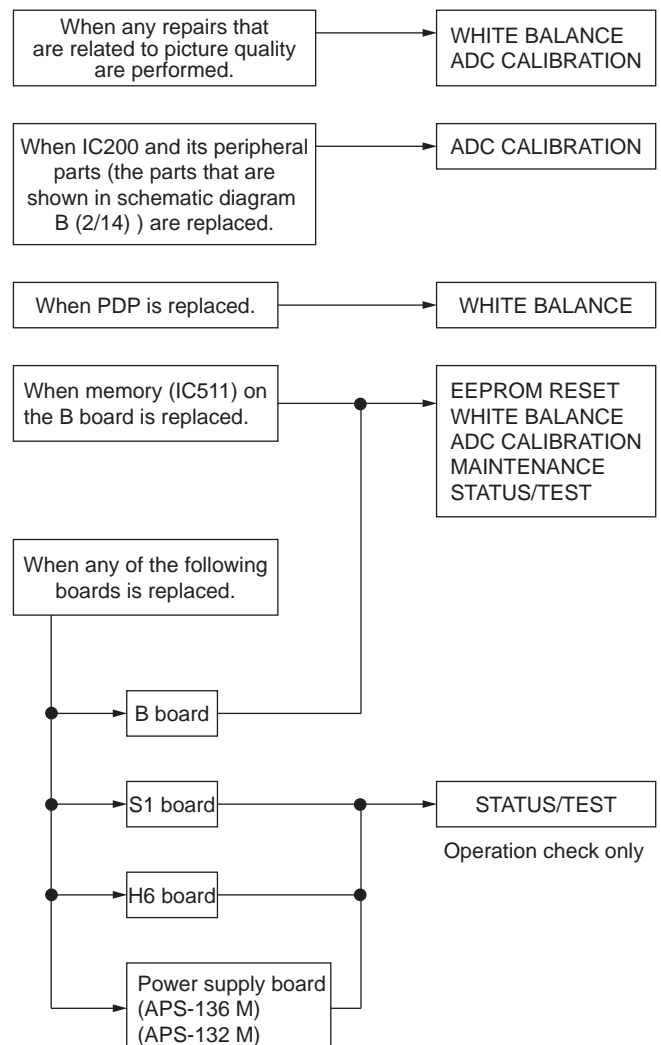 When any repairs that
are related to picture quality
are performed.
WHITE BALANCE
ADC CALIBRATION
When IC200 and its peripheral
parts (the parts that are
shown in schematic diagram
B (2/14) ) are replaced.
ADC CALIBRATION
When PDP is replaced.
WHITE BALANCE
When memory (IC511) on
the B board is replaced.
EEPROM RESET
WHITE BALANCE
ADC CALIBRATION
MAINTENANCE
STATUS/TEST
When any of the following
boards is replaced.
B board
S1 board
STATUS/TEST
Operation check only
H6 board
Power supply board
(APS-136 M)
(APS-132 M)